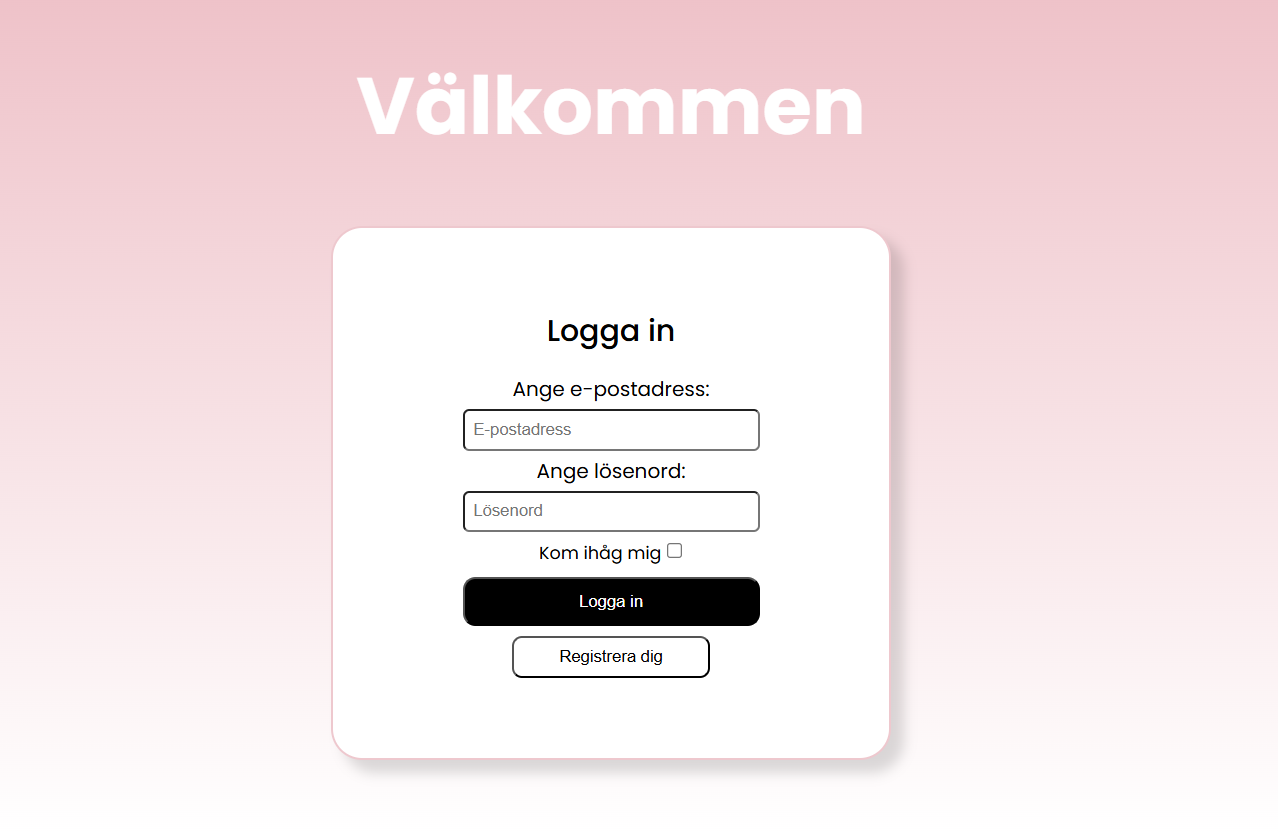 Välkommen
Logga in
Ange e-postadress:
E-postadress
Ange lösenord:
Lösenord
Kom ihåg mig
Logga in
Registrera dig